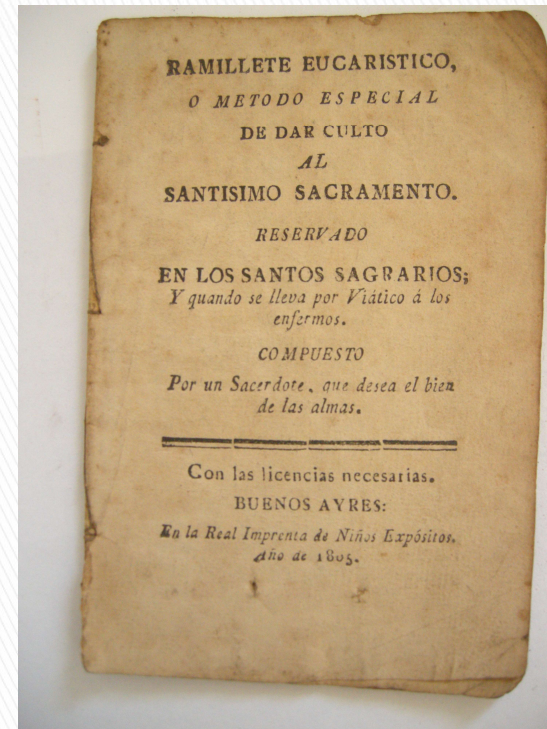 RAMILLETE EUCARISTICO,
O METODO ESPECIAL
DE DAR CULTO
AL
SANTISIMO SACRAMENTO.
RESERVADO
EN LOS SANTOS SAGRARIOS;
Y quando se lleva por Viático á los
enfermos.
COMPUESTO
Por un Sacerdote, que desea el bien
de las almas.
Con las licencias necesarias.
BUENOS AYRES:
En la Real Imprenta de Niños Expósitos.
Año de 1805.